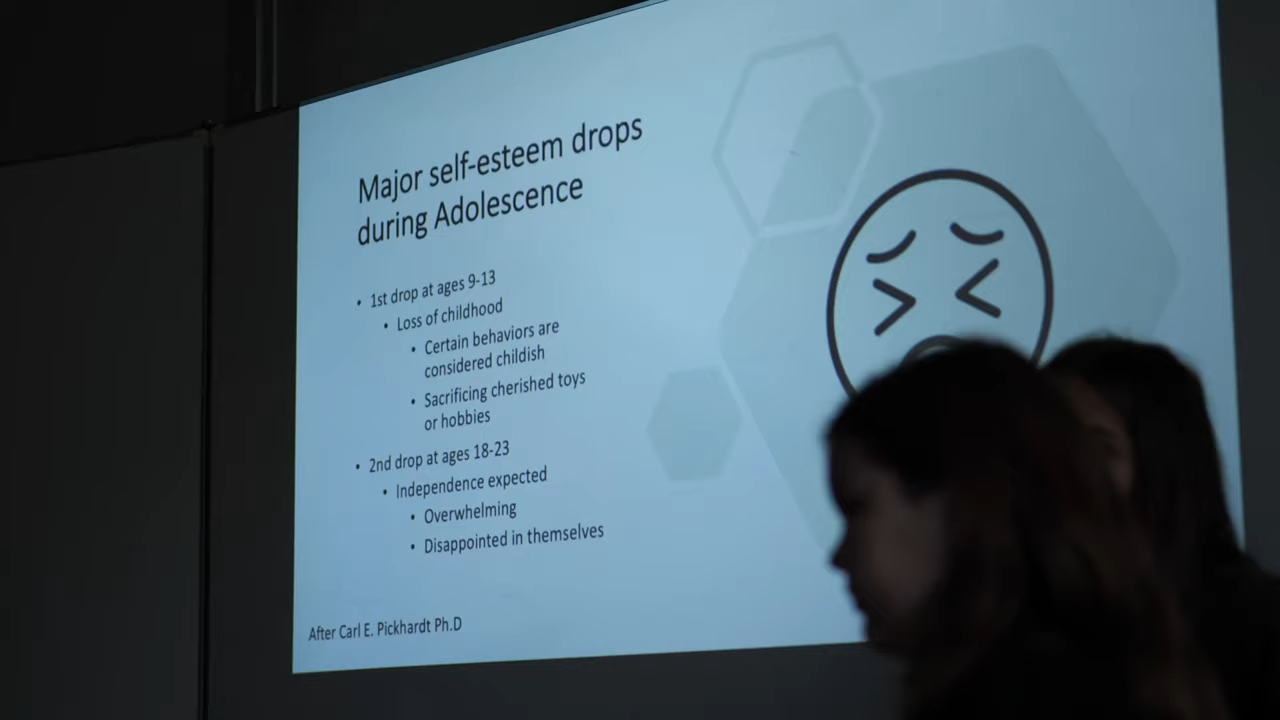 Major self-esteem drops
during Adolescence
• 1st drop at ages 9-13
• Loss of childhood
• Certain behaviors are
considered childish
• Sacrificing cherished toys
or hobbies
• 2nd drop at ages 18-23
• Independence expected
• Overwhelming
• Disappointed in themselves
After Carl E. Pickhardt Ph.D